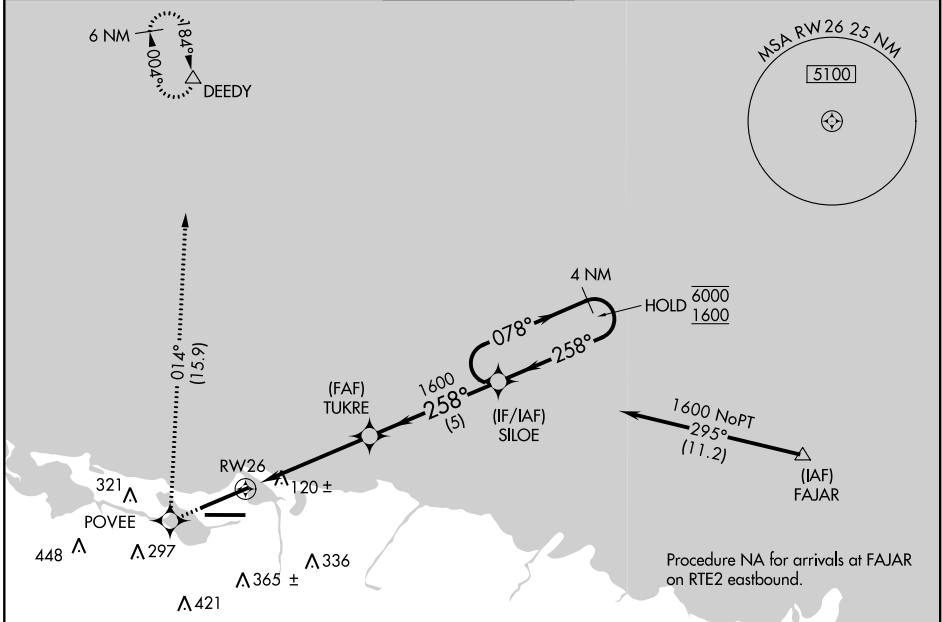 6 NM
184°
004°
DEEDY
MSA RW26 25 NM
5100
4 NM
HOLD 6000
1600
078°
258°
1600
258°
(5)
(IF/IAF)
SILOE
(FAF)
TUKRE
014°
(15.9)
1600 NoPT
295°
(11.2)
(IAF)
FAJAR
RW26
120 ±
321
POVEE
448
297
336
365 ±
421
Procedure NA for arrivals at FAJAR
on RTE2 eastbound.